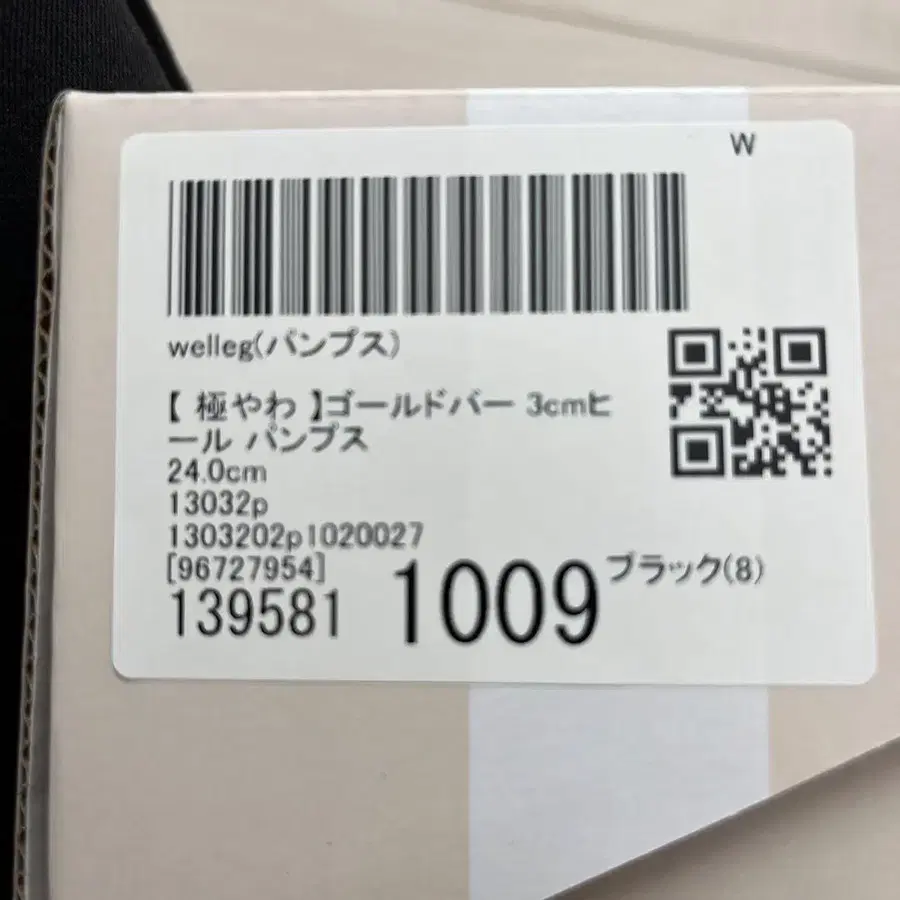 W
welleg(パンプス)
【 極やわ 】ゴールドバー 3cmヒ
ール パンプス
24.0cm
13032p
1303202p1020027
[96727954]
139581 1009 ブラック(8)